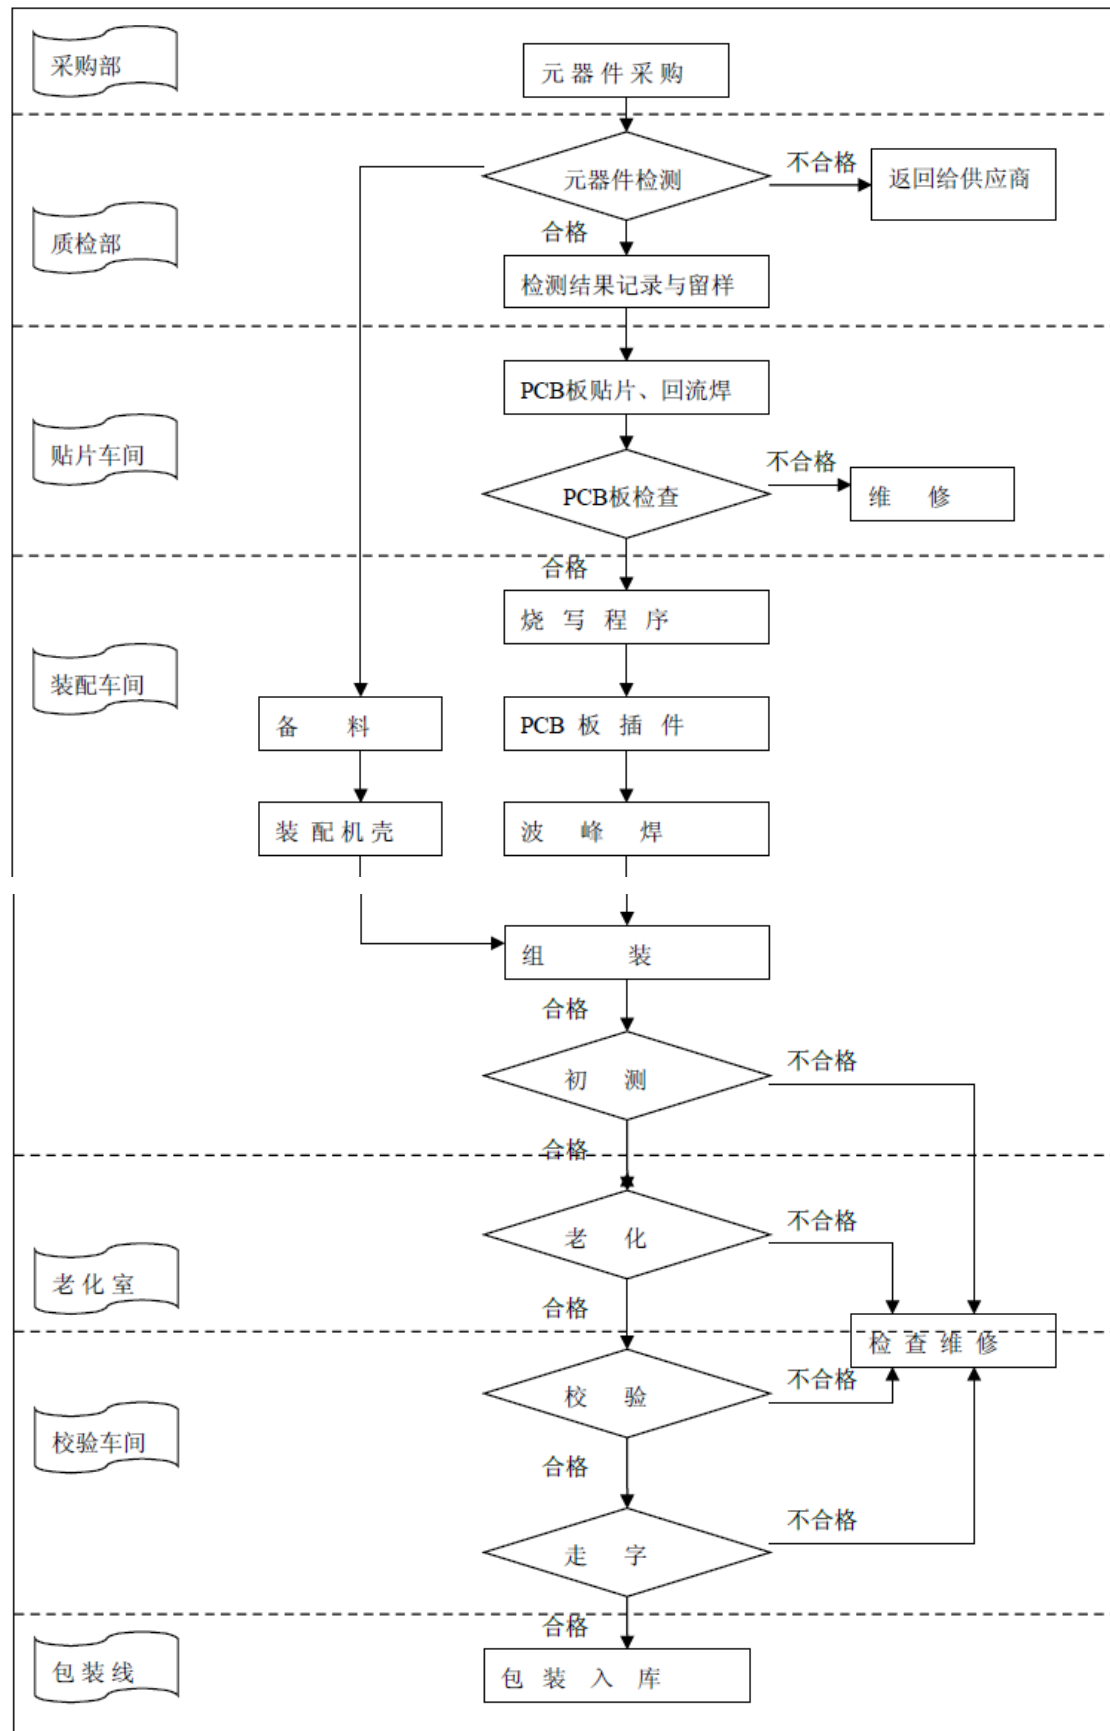 采购部
元器件采购
元器件检测
不合格
返回给供应商
质检部
合格
检测结果记录与留样
PCB板贴片、回流焊
贴片车间
不合格
PCB板检查
维 修
合格
烧 写 程 序
装配车间
备 料
PCB 板 插 件
装 配 机 壳
波 峰 焊
组 装
合格
不合格
初 测
合格
不合格
老 化
老 化 室
合格
检 查 维 修
不合格
校 验
校验车间
合格
不合格
走 字
合格
包 装 线
包 装 入 库